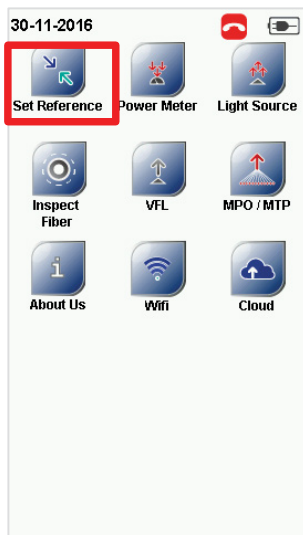 30-11-2016
Set Reference Power Meter Light Source
Inspect Fiber VFL MPO / MTP
About Us Wifi Cloud